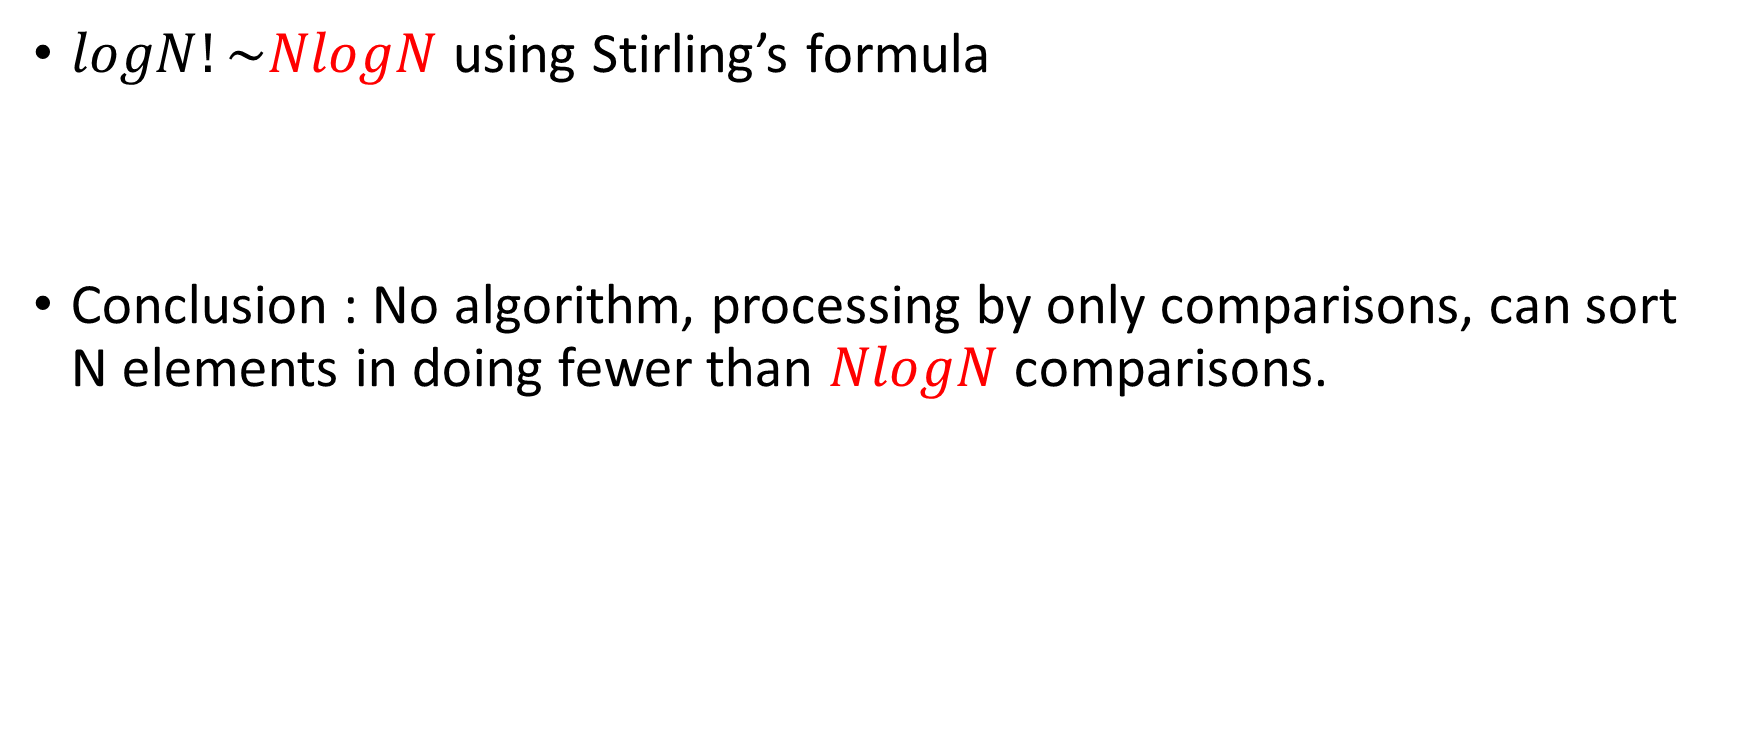 • logN! ~NlogN using Stirling’s formula
• Conclusion : No algorithm, processing by only comparisons, can sort
N elements in doing fewer than NlogN comparisons.